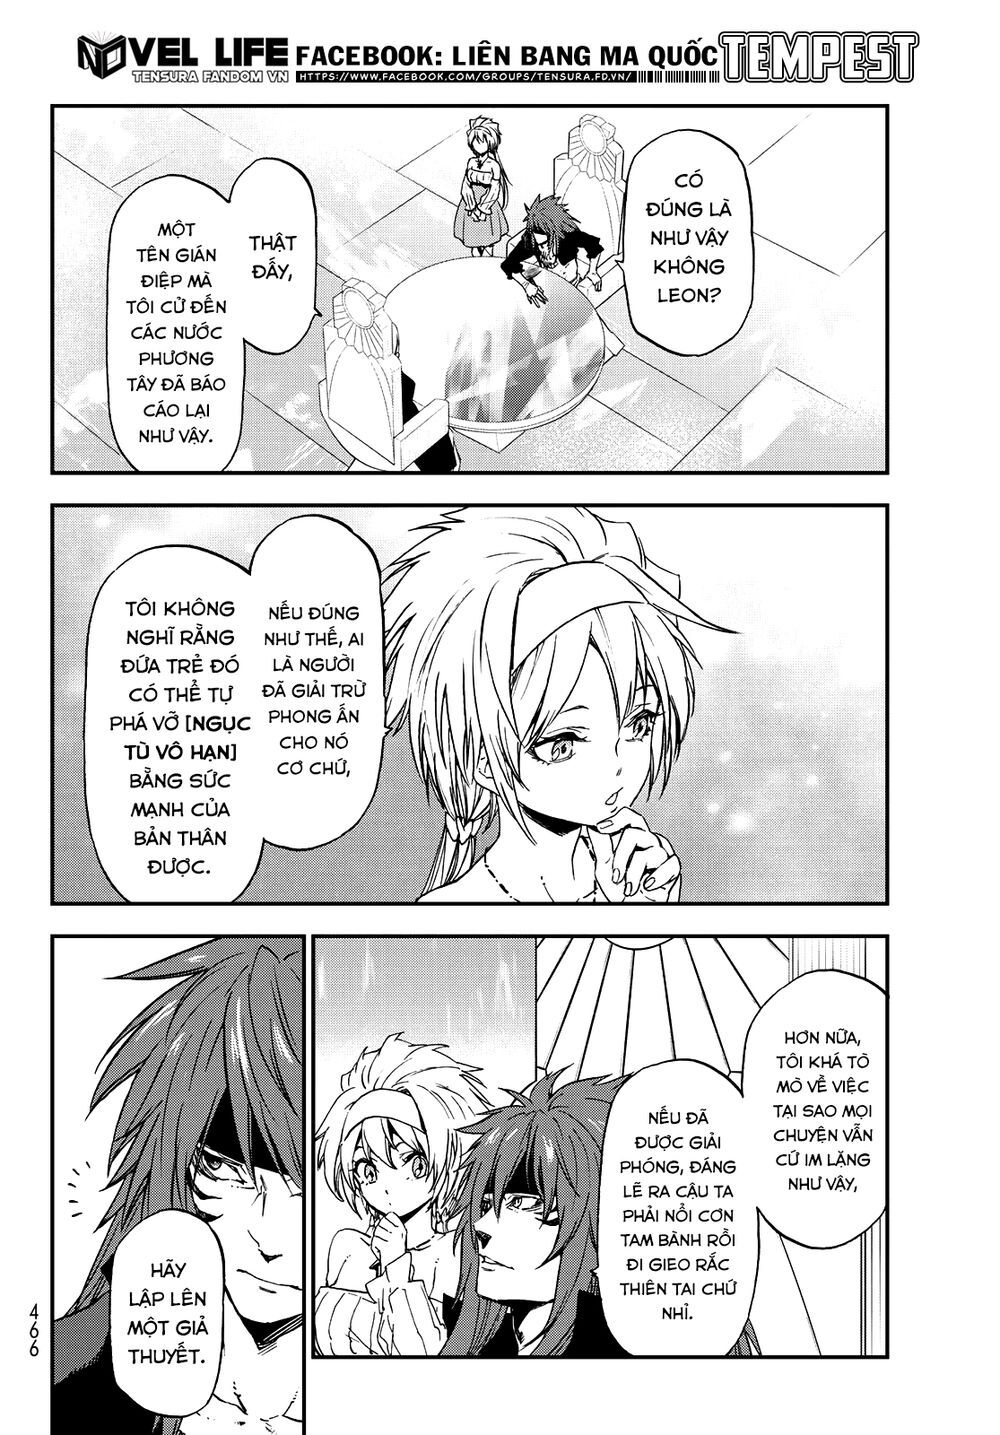 NOVEL LIFE
TENSURA FANDOM VN
FACEBOOK: LIÊN BANG MA QUỐC
HTTPS://WWW.FACEBOOK.COM/GROUPS/TENSURA.FD.VN/
TEMPEST
CÓ
ĐÚNG LÀ
NHƯ VẬY
KHÔNG
LEON?
THẬT
ĐẤY,
MỘT
TÊN GIÁN
ĐIỆP MÀ
TÔI CỬ ĐẾN
CÁC NƯỚC
PHƯƠNG
TÂY ĐÃ BÁO
CÁO LẠI
NHƯ VẬY.
NẾU ĐÚNG
NHƯ THẾ, AI
LÀ NGƯỜI
ĐÃ GIẢI TRỪ
PHONG ẤN
CHO NÓ
CƠ CHỨ,
TÔI KHÔNG
NGHĨ RẰNG
ĐỨA TRẺ ĐÓ
CÓ THỂ TỰ
PHÁ VỠ [NGỤC
TÙ VÔ HẠN]
BẰNG SỨC
MẠNH CỦA
BẢN THÂN
ĐƯỢC.
HƠN NỮA,
TÔI KHÁ TÒ
MÒ VỀ VIỆC
TẠI SAO MỌI
CHUYỆN VẪN
CỨ IM LẶNG
NHƯ VẬY,
NẾU ĐÃ
ĐƯỢC GIẢI
PHÓNG, ĐÁNG
LẼ RA CẬU TA
PHẢI NỔI CƠN
TAM BÀNH RỒI
ĐI GIEO RẮC
THIÊN TAI CHỨ
NHỈ.
HÃY
LẬP LÊN
MỘT GIẢ
THUYẾT.
466